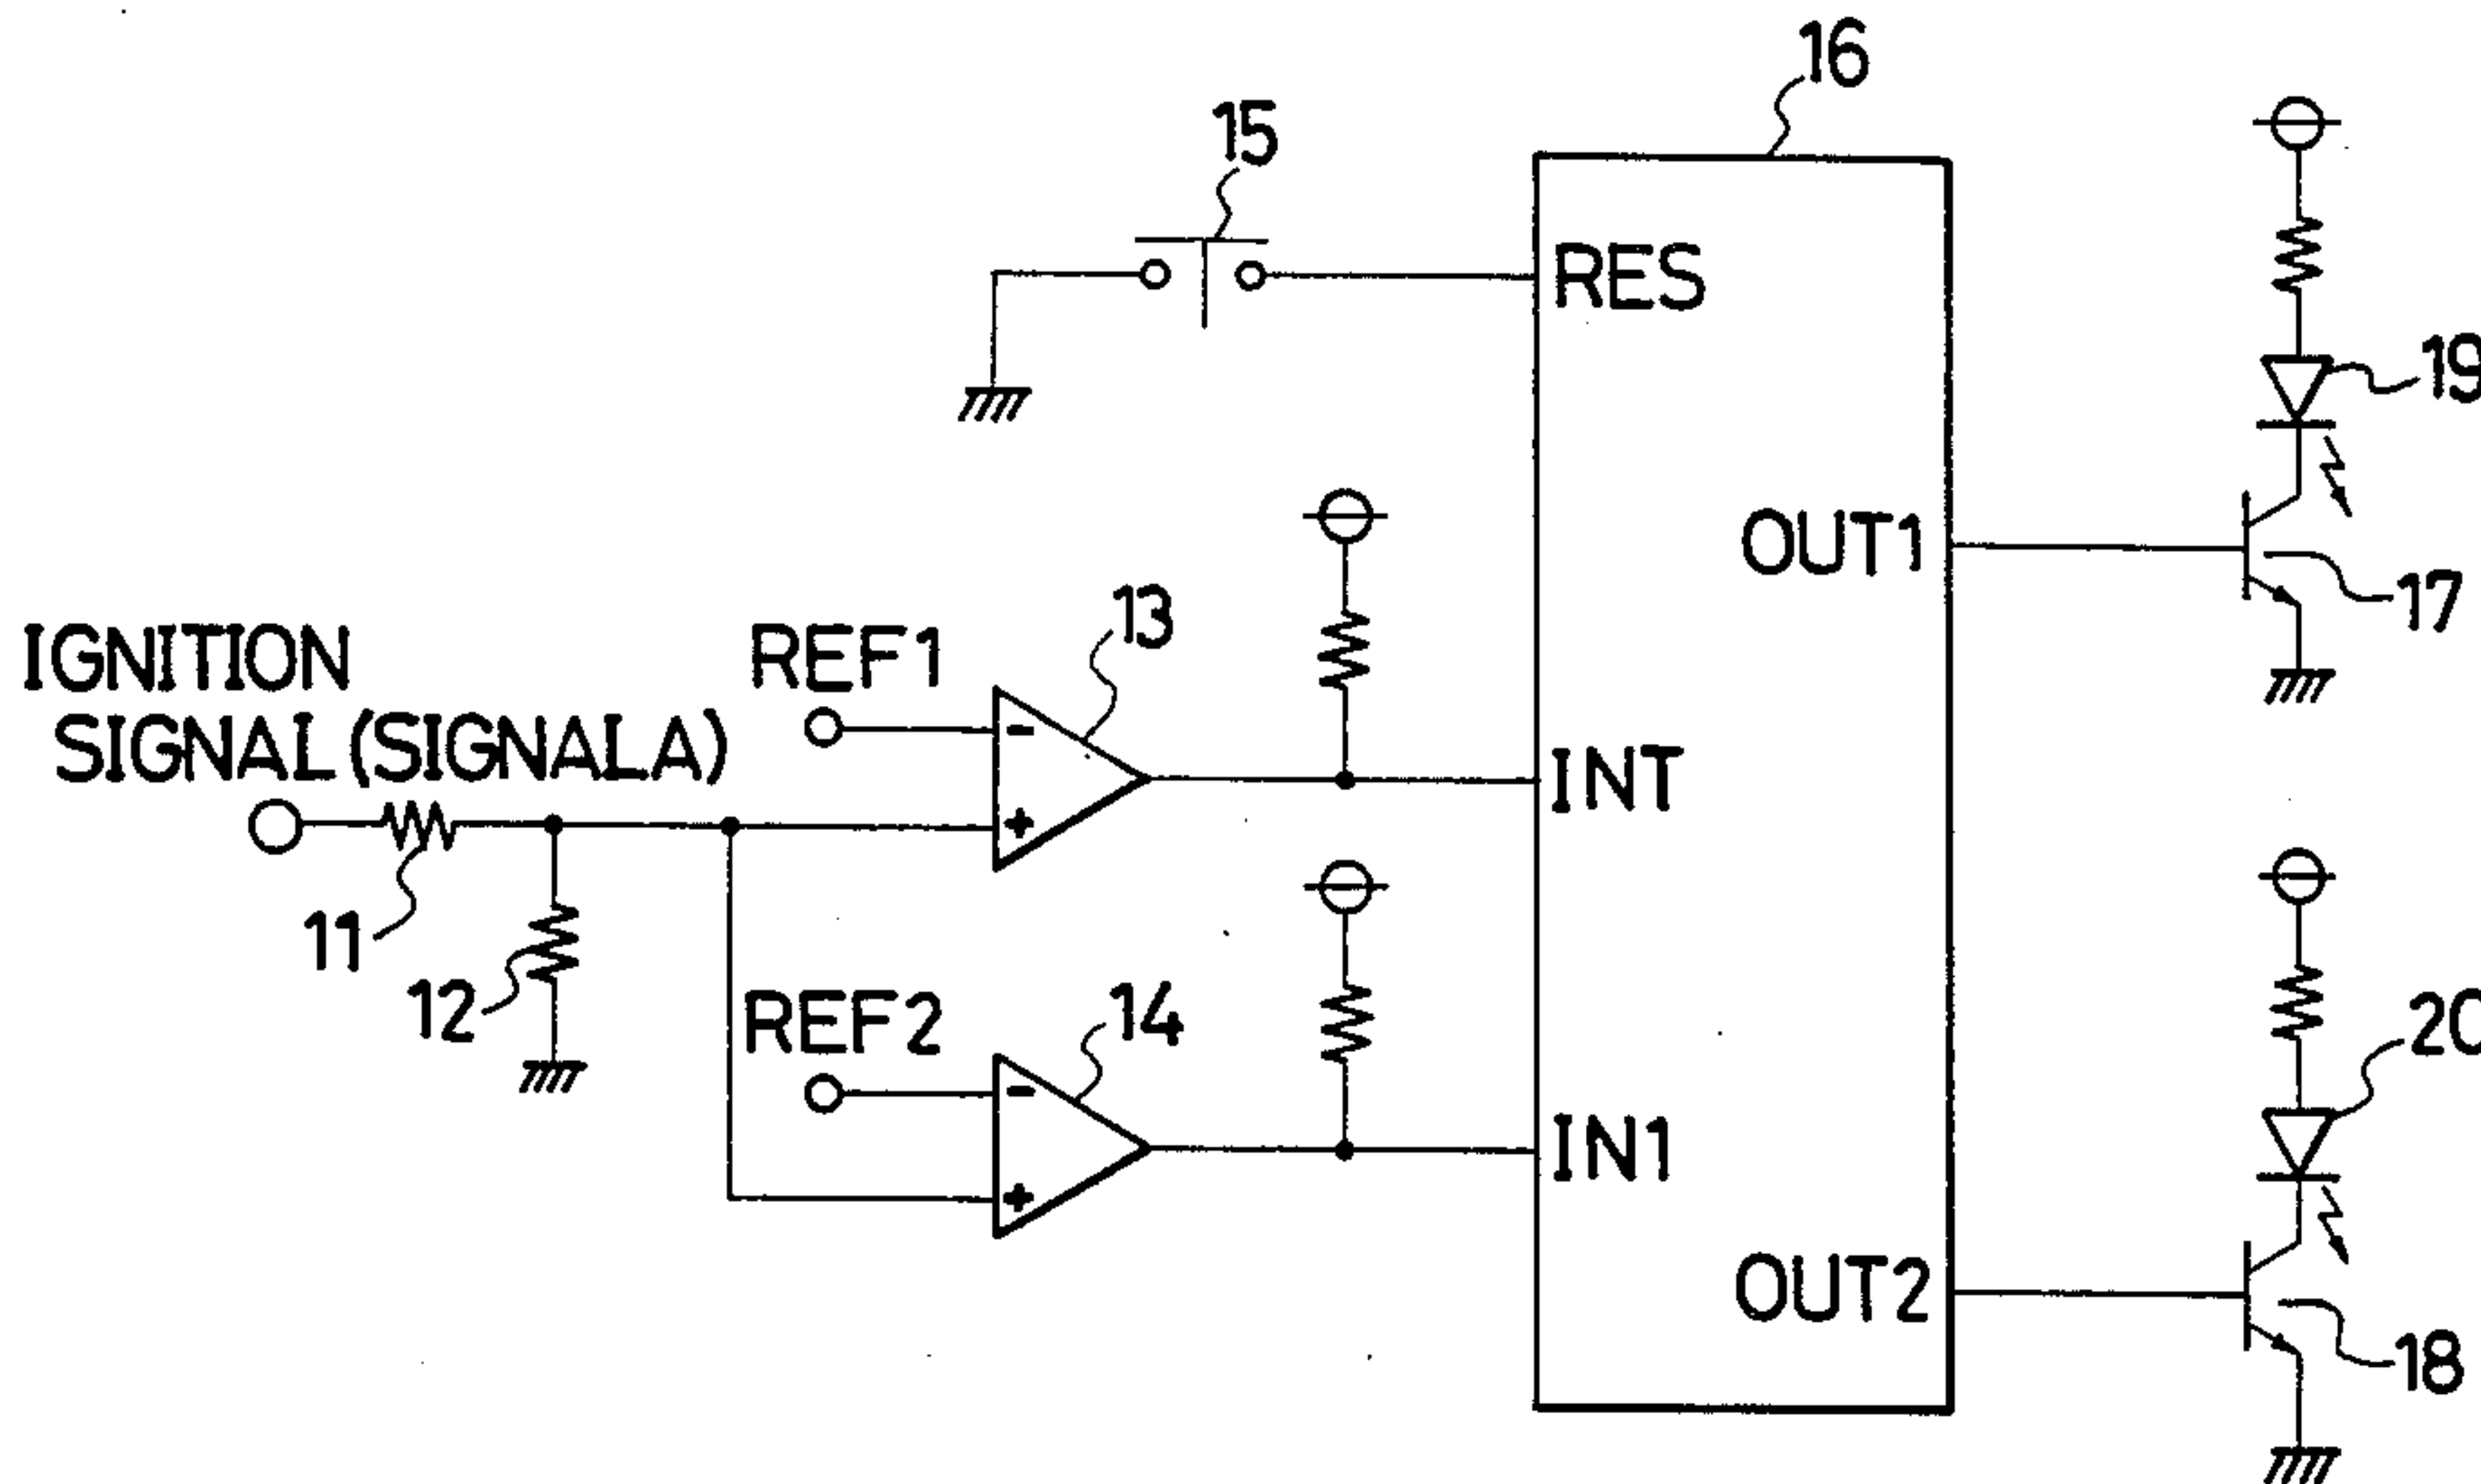 16
15
RES
19
OUT1
17
13
IGNITION
SIGNAL (SIGNALA)
REF1
-
+
INT
11
12
REF2
14
-
+
IN1
20
OUT2
18